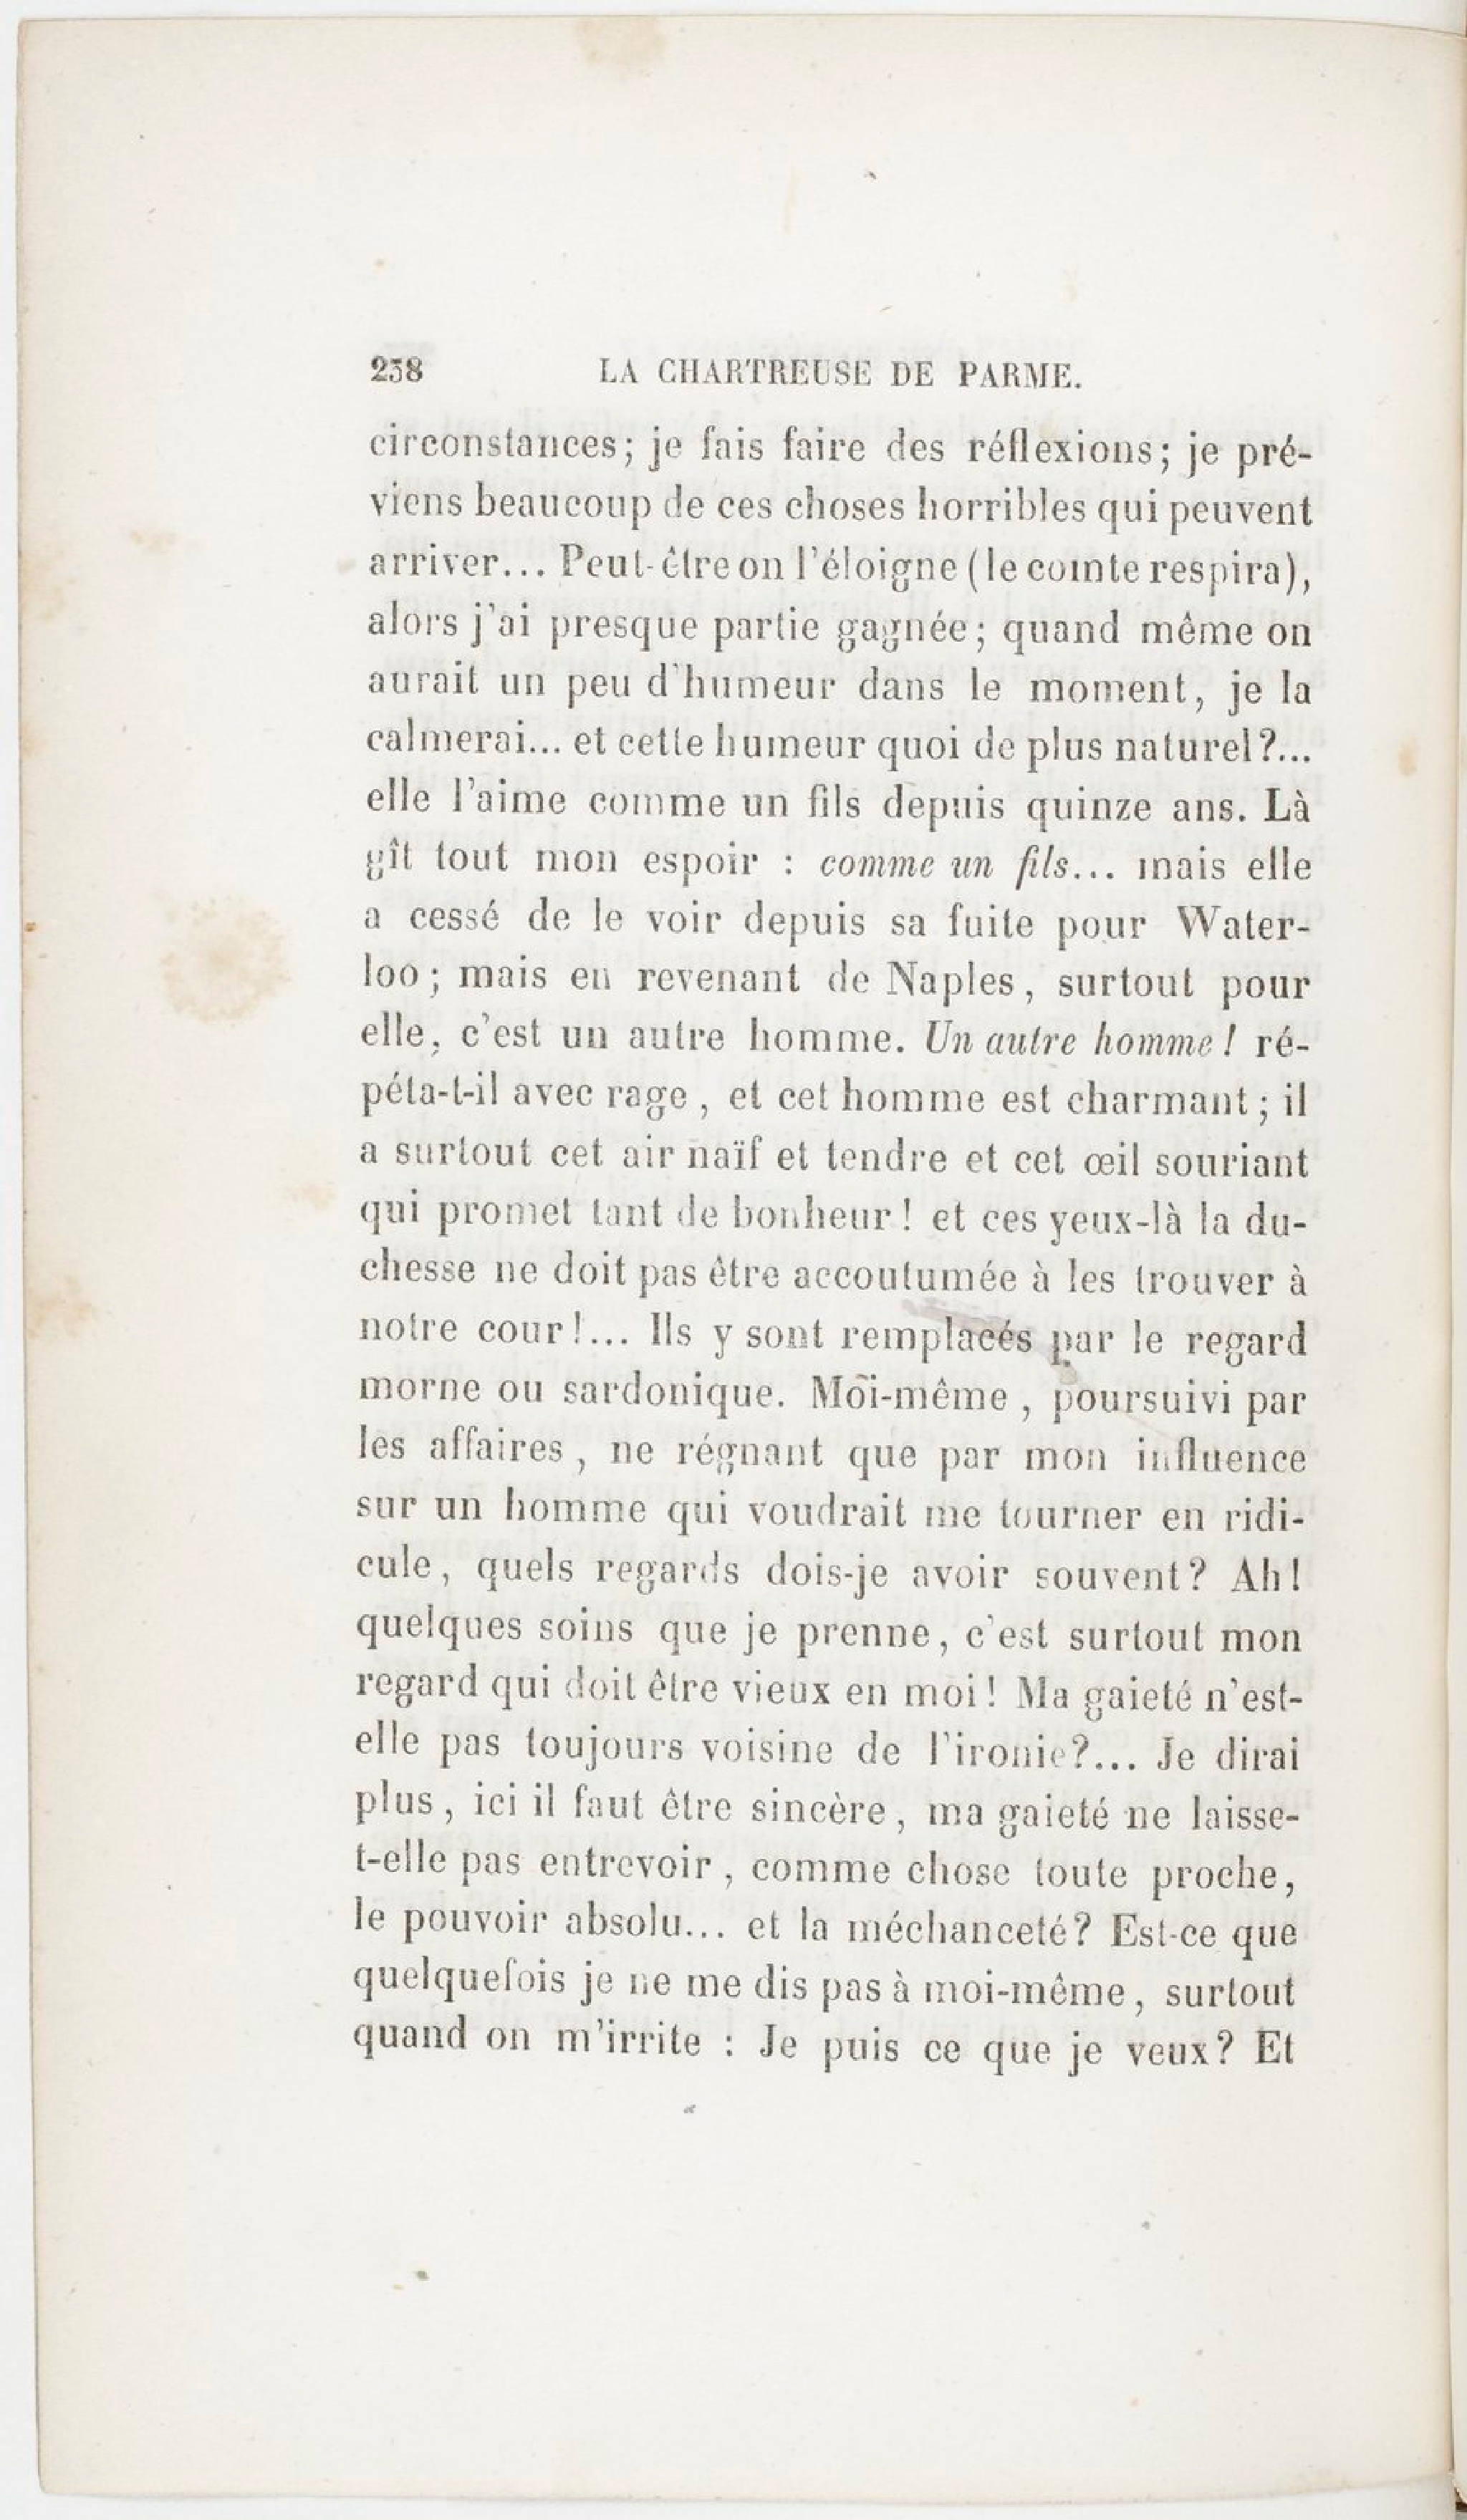 238 LA CHARTREUSE DE PARME.
circonstances; je fais faire des réflexions; je pré-
viens beaucoup de ces choses horribles qui peuvent
arriver... Peut-être on l'éloigne (le comte respira),
alors j'ai presque partie gagnée; quand même on
aurait un peu d'humeur dans le moment, je la
calmerai... et cette humeur quoi de plus naturel?...
elle l'aime comme un fils depuis quinze ans. Là
gît tout mon espoir : comme un fils... mais elle
a cessé de le voir depuis sa fuite pour Water-
loo; mais en revenant de Naples, surtout pour
elle, c'est un autre homme. Un autre homme! ré-
péta-t-il avec rage, et cet homme est charmant; il
a surtout cet air naïf et tendre et cet œil souriant
qui promet tant de bonheur! et ces yeux-là la du-
chesse ne doit pas être accoutumée à les trouver à
notre cour!... Ils y sont remplacés par le regard
morne ou sardonique. Moi-même, poursuivi par
les affaires, ne régnant que par mon influence
sur un homme qui voudrait me tourner en ridi-
cule, quels regards dois-je avoir souvent? Ah!
quelques soins que je prenne, c'est surtout mon
regard qui doit être vieux en moi! Ma gaieté n'est-
elle pas toujours voisine de l'ironie?... Je dirai
plus, ici il faut être sincère, ma gaieté ne laisse-
t-elle pas entrevoir, comme chose toute proche,
le pouvoir absolu... et la méchanceté? Est-ce que
quelquefois je ne me dis pas à moi-même, surtout
quand on m'irrite : Je puis ce que je veux? Et